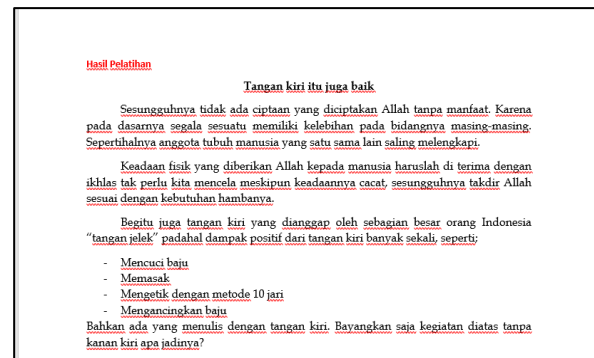 Hasil Pelatihan
Tangan kiri itu juga baik
Sesungguhnya tidak ada ciptaan yang diciptakan Allah tanpa manfaat. Karena
pada dasarnya segala sesuatu memiliki kelebihan pada bidangnya masing-masing.
Sepertihalnya anggota tubuh manusia yang satu sama lain saling melengkapi.
Keadaan fisik yang diberikan Allah kepada manusia haruslah di terima dengan
ikhlas tak perlu kita mencela meskipun keadaannya cacat, sesungguhnya takdir Allah
sesuai dengan kebutuhan hambanya.
Begitu juga tangan kiri yang dianggap oleh sebagian besar orang Indonesia
“tangan jelek” padahal dampak positif dari tangan kiri banyak sekali, seperti;
- Mencuci baju
- Memasak
- Mengetik dengan metode 10 jari
- Mengancingkan baju
Bahkan ada yang menulis dengan tangan kiri. Bayangkan saja kegiatan diatas tanpa
kanan kiri apa jadinya?